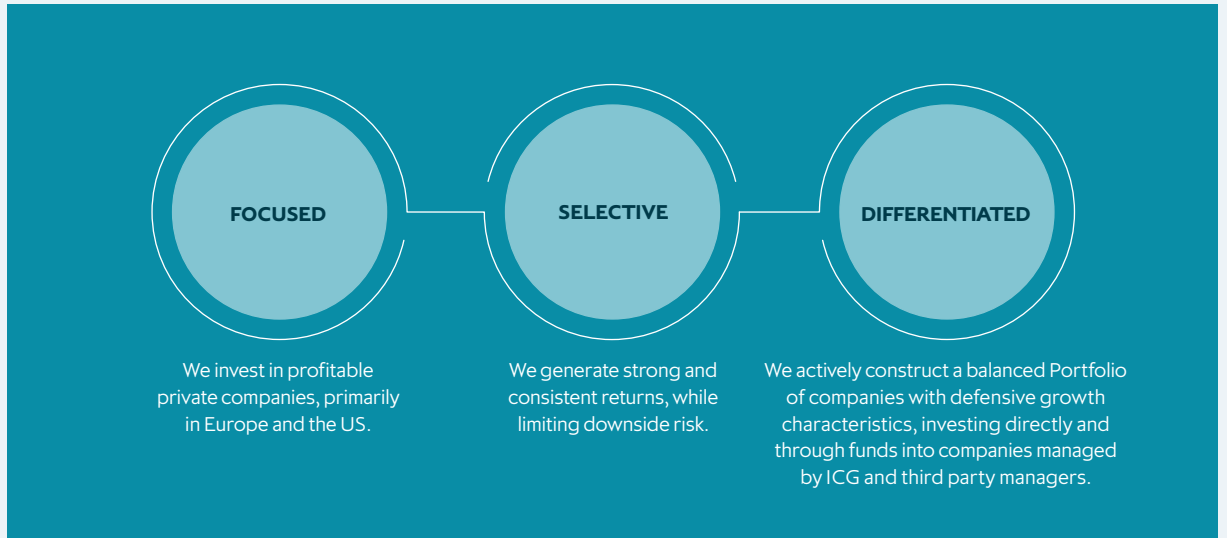 FOCUSED
We invest in profitable
private companies, primarily
in Europe and the US.
SELECTIVE
We generate strong and
consistent returns, while
limiting downside risk.
DIFFERENTIATED
We actively construct a balanced Portfolio
of companies with defensive growth
characteristics, investing directly and
through funds into companies managed
by ICG and third party managers.